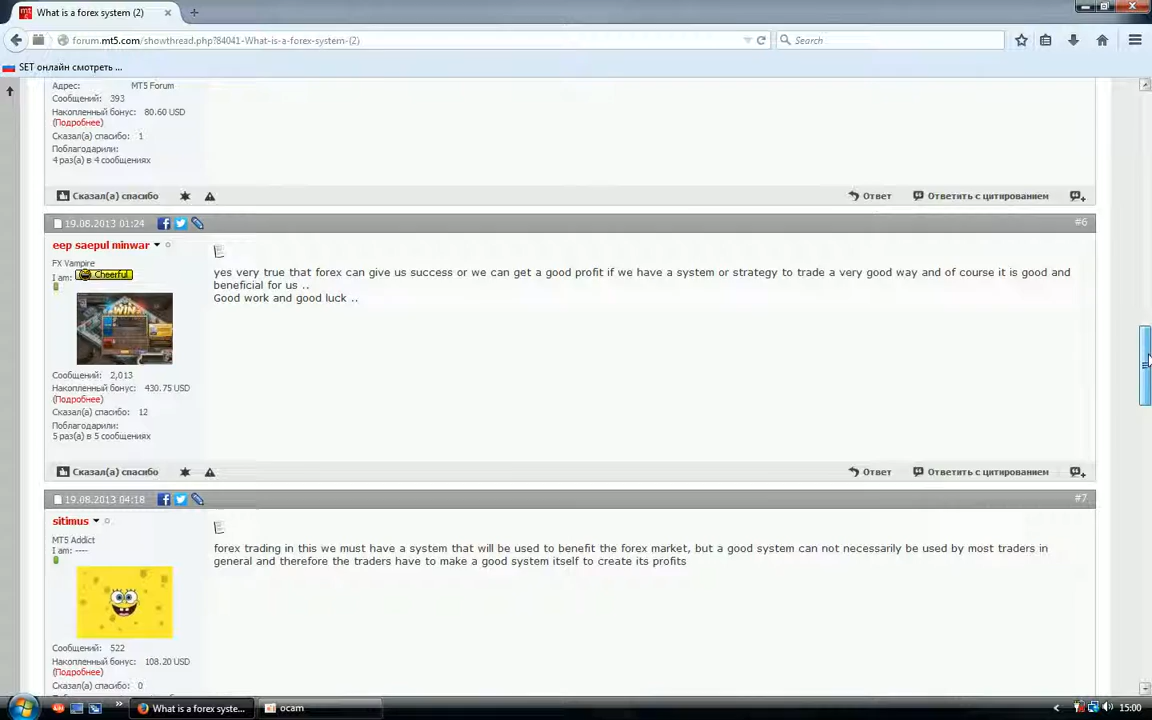 What is a forex system (2)
forum.mt5.com/showthread.php?84041-What-is-a-forex-system-(2)
Search
SET онлайн смотреть ...
Адрес: MT5 Forum
Сообщений: 393
Накопленный бонус: 80.60 USD
(Подробнее)
Сказал(а) спасибо: 1
Поблагодарили:
4 раз(а) в 4 сообщениях
Сказал(а) спасибо
Ответ
Ответить с цитированием
19.08.2013 01:24
#6
eep saepul minwar
FX Vampire
I am: Cheerful
yes very true that forex can give us success or we can get a good profit if we have a system or strategy to trade a very good way and of course it is good and
beneficial for us ..
Good work and good luck ..
WIN
Сообщений: 2,013
Накопленный бонус: 430.75 USD
(Подробнее)
Сказал(а) спасибо: 12
Поблагодарили:
5 раз(а) в 5 сообщениях
Сказал(а) спасибо
Ответ
Ответить с цитированием
19.08.2013 04:18
#7
sitimus
MT5 Addict
I am: ----
forex trading in this we must have a system that will be used to benefit the forex market, but a good system can not necessarily be used by most traders in
general and therefore the traders have to make a good system itself to create its profits
Сообщений: 522
Накопленный бонус: 108.20 USD
(Подробнее)
Сказал(а) спасибо: 0
What is a forex syste...
ocam
15:00